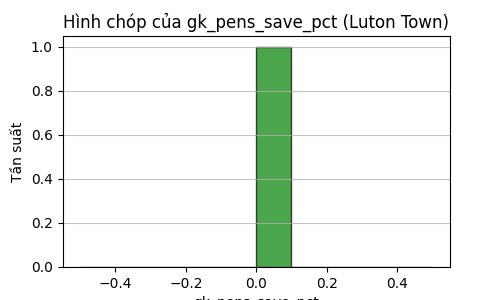 Hình chóp của gk_pens_save_pct (Luton Town)
1.0
0.8
0.6
0.4
0.2
0.0
Tần suất
−0.4 −0.2 0.0 0.2 0.4
gk_pens_save_pct